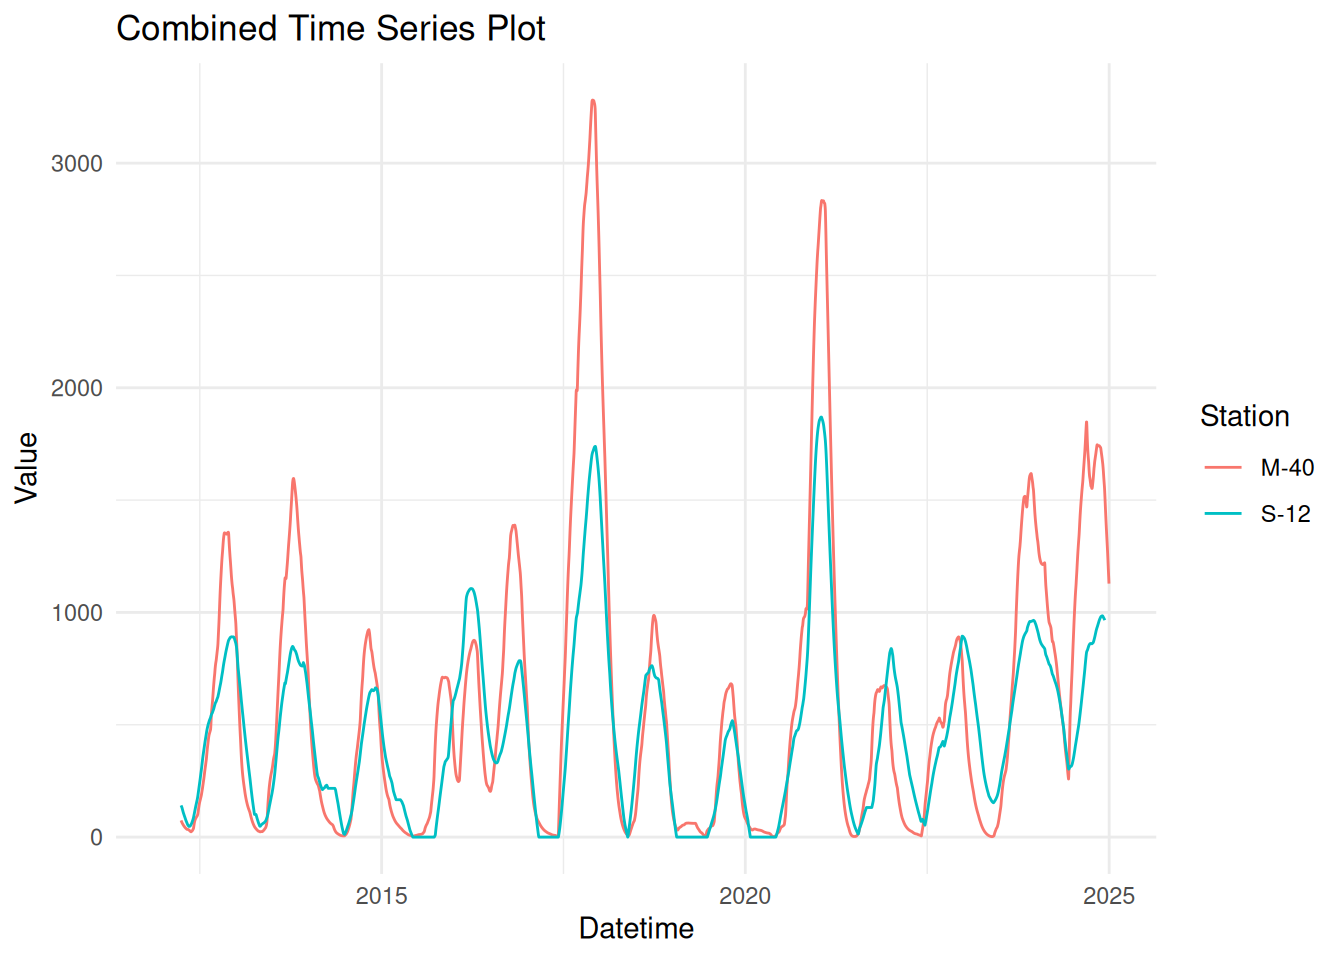 Combined Time Series Plot
3000
2000
1000
0
Value
2015
2020
2025
Datetime
Station
M-40
S-12